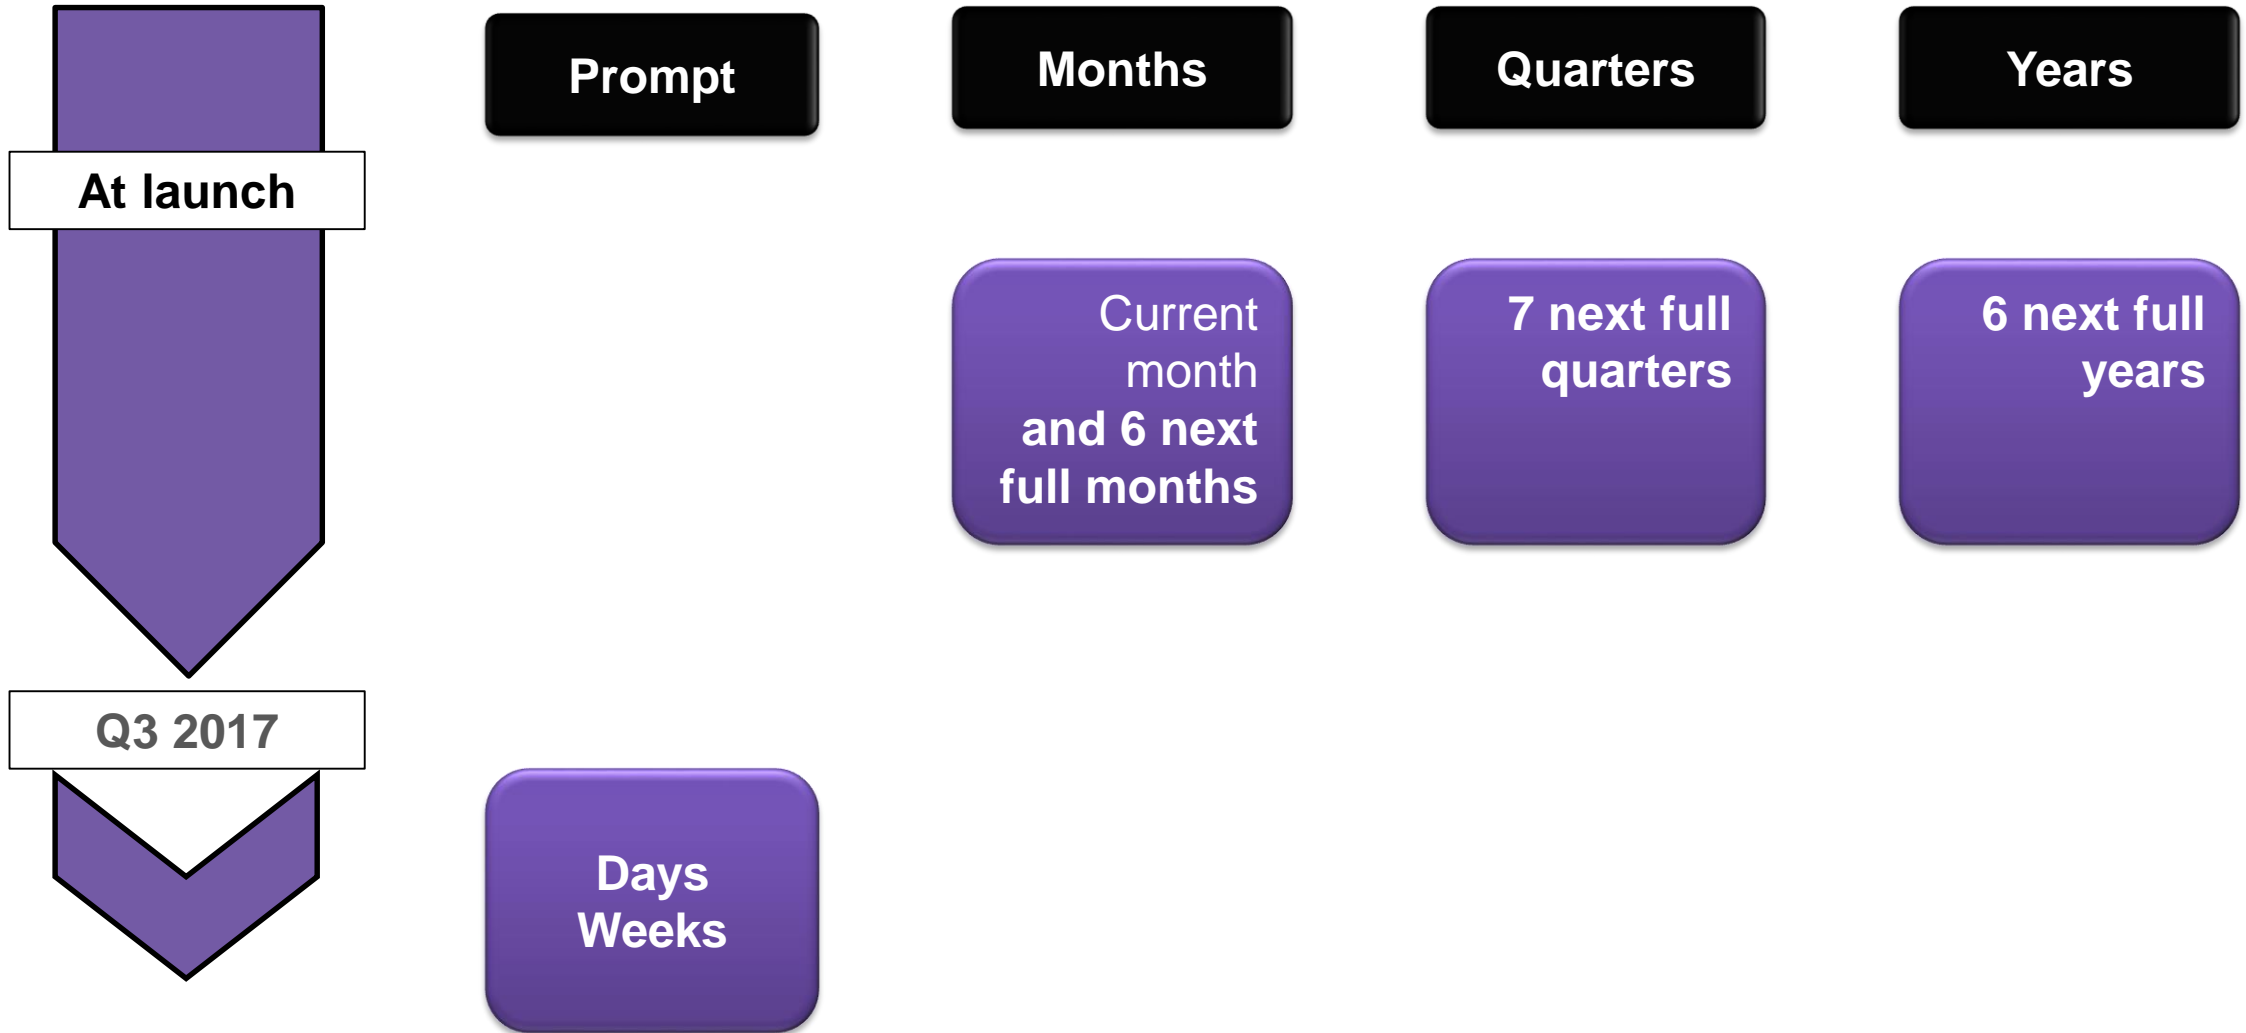 Prompt
Months
Quarters
Years
At launch
Current
month
and 6 next
full months
7 next full
quarters
6 next full
years
Q3 2017
Days
Weeks